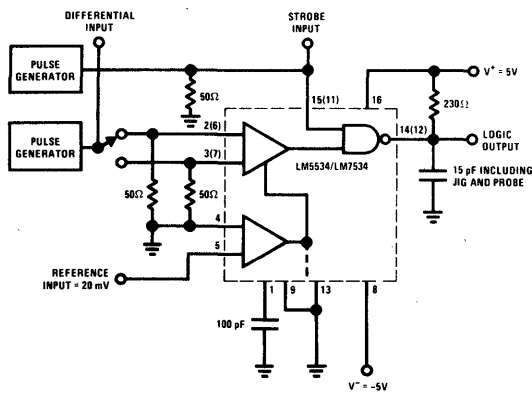 DIFFERENTIAL
INPUT
STROBE
INPUT
PULSE
GENERATOR
V+ = 5V
50Ω
15(11)
16
230Ω
PULSE
GENERATOR
2(6)
14(12)
LOGIC
OUTPUT
3(7)
LM5534/LM7534
15 pF INCLUDING
JIG AND PROBE
50Ω
50Ω
4
5
REFERENCE
INPUT = 20 mV
1
9
13
8
100 pF
V- = -5V